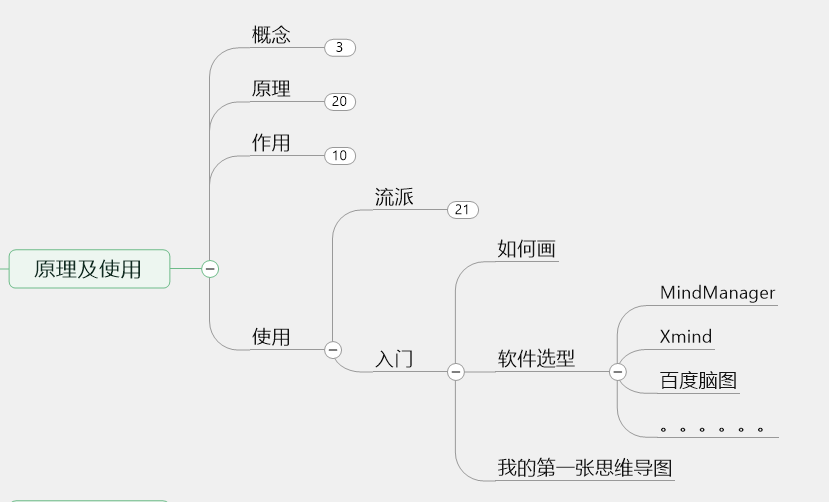 概念
3
原理
20
作用
10
流派
21
如何画
原理及使用
MindManager
使用
Xmind
入门
软件选型
百度脑图
。。。。。。
我的第一张思维导图